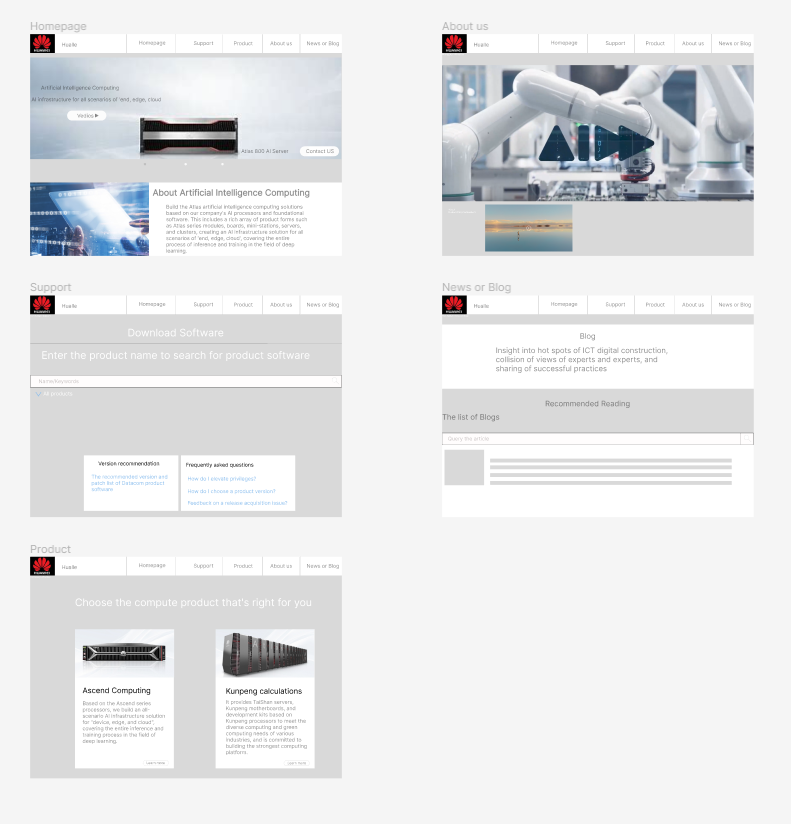 Homepage
Hualle
Homepage
Support
Product
About us
News or Blog
Artificial Intelligence Computing
AI infrastructure for all scenarios of 'end, edge, cloud
Atlas 800 AI Server
Contact US
About Artificial Intelligence Computing
Build the Atlas artificial intelligence computing solutions
based on our company's AI processors and foundational
software. This includes a rich array of product forms such
as Atlas series modules, boards, mini-stations, servers,
and clusters, creating an AI infrastructure solution for all
scenarios of 'end, edge, cloud', covering the entire
process of inference and training in the field of deep
learning.
About us
Hualle
Homepage
Support
Product
About us
News or Blog
Support
Hualle
Homepage
Support
Product
About us
News or Blog
Download Software
Enter the product name to search for product software
Name/keywords
All products
Version recommendation
The recommended version and
patch list of Datacom product
software
Frequently asked questions
How do I elevate privileges?
How do I choose a product version?
Feedback on a release acquisition issue?
News or Blog
Hualle
Homepage
Support
Product
About us
News or Blog
Blog
Insight into hot spots of ICT digital construction,
collision of views of experts and experts, and
sharing of successful practices
Recommended Reading
The list of Blogs
Query the article
Product
Hualle
Homepage
Support
Product
About us
News or Blog
Choose the compute product that's right for you
Ascend Computing
Based on the Ascend series
processors, we build an all-
scenario AI infrastructure solution
for "device, edge, and cloud",
covering the entire inference and
training process in the field of
deep learning.
Learn more
Kunpeng calculations
It provides TaiShan servers,
Kunpeng motherboards, and
development kits based on
Kunpeng processors to meet the
diverse computing and green
computing needs of various
industries, and is committed to
building the strongest computing
platform.
Learn more